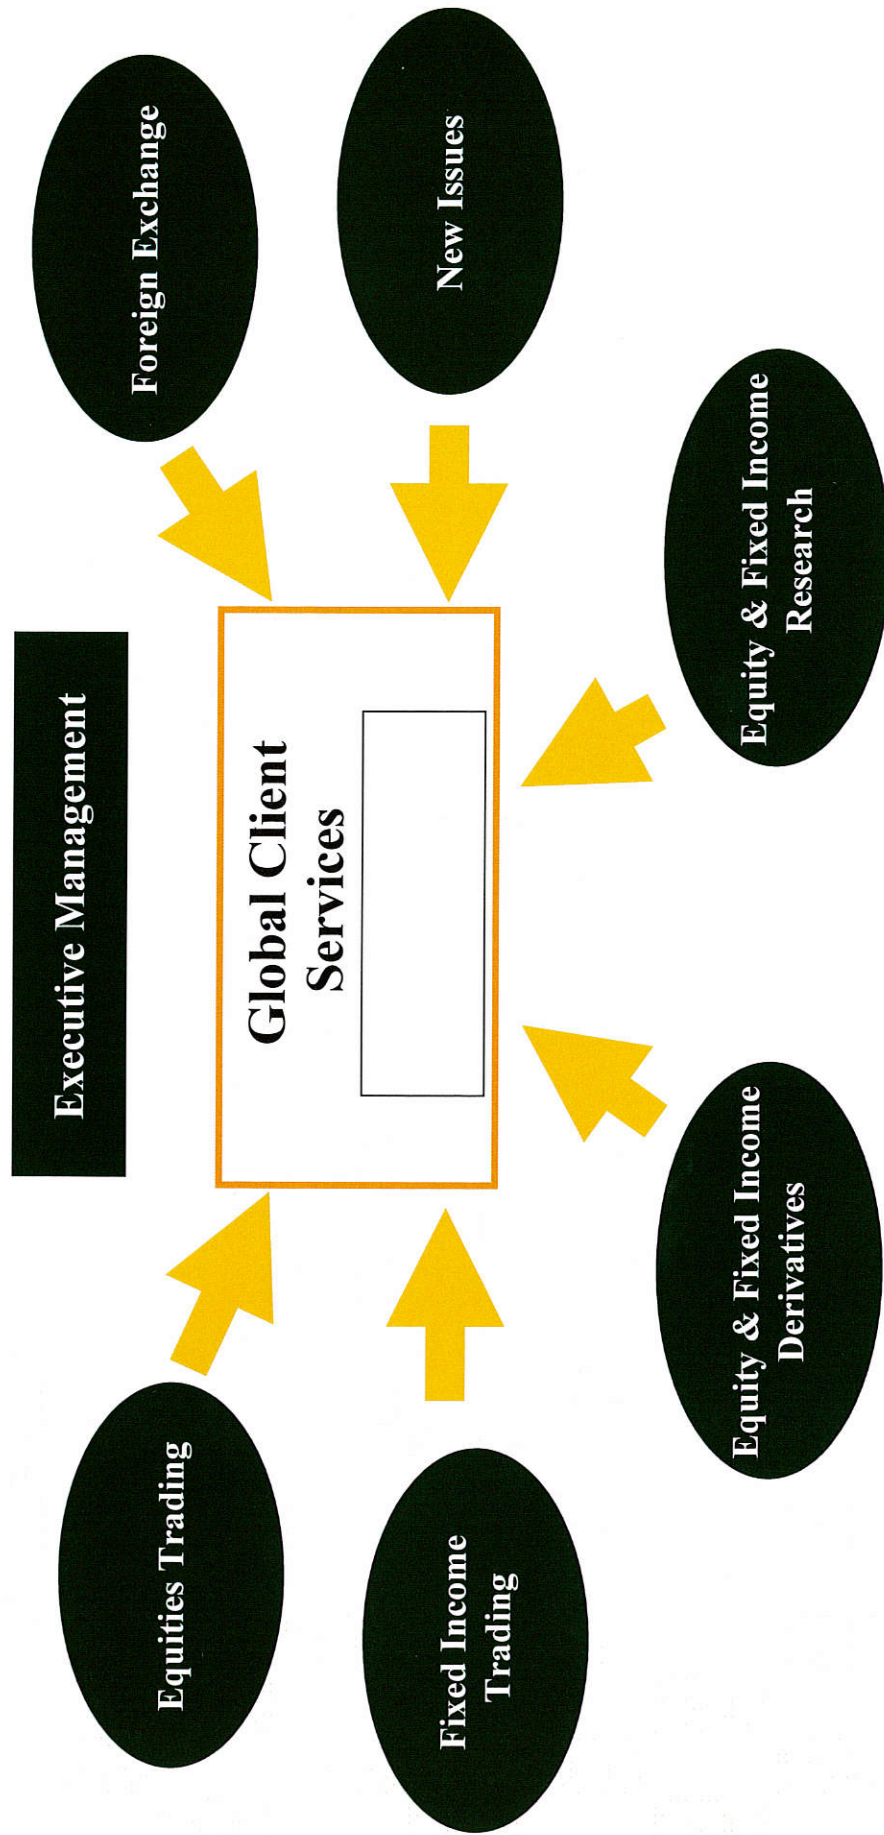 Executive Management
Equities Trading
Foreign Exchange
Global Client
Services
Fixed Income
Trading
New Issues
Equity & Fixed Income
Derivatives
Equity & Fixed Income
Research